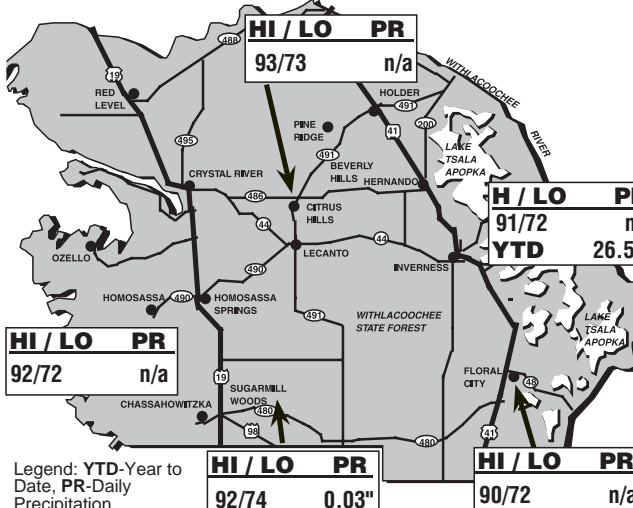 HI / LO PR
93/73 n/a
488
19
RED
LEVEL
HOLDER
491
WITHLACOOCHEE
RIVER
PINE
RIDGE
41
200
495
491
BEVERLY
HILLS
LAKE
TSALA
APOPKA
CRYSTAL RIVER
HERNANDO
486
H / LO
91/72
YTD 26.5
CITRUS
HILLS
44
44
OZELLO
LECANTO
INVERNESS
490
HOMOSASSA
490
HOMOSASSA
SPRINGS
491
WITHLACOOCHEE
STATE FOREST
LAKE
TSALA
APOPKA
HI / LO PR
92/72 n/a
19
SUGARMILL
WOODS
FLORAL
CITY
48
CHASSAHOWITZKA
480
98
480
41
HI / LO PR
92/74 0.03"
HI / LO PR
90/72 n/a
Legend: YTD-Year to
Date, PR-Daily
Precipitation